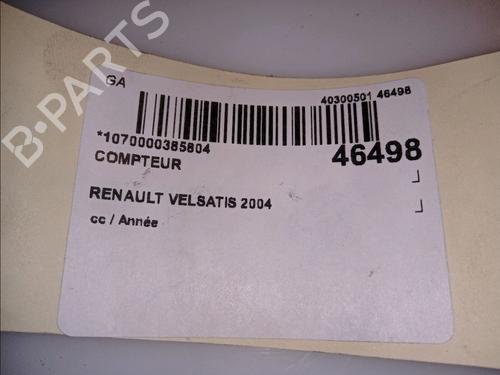 B-PARTS
GA
40300501 46498
*1070000385804
46498
COMPTEUR
RENAULT VELSATIS 2004
cc / Année